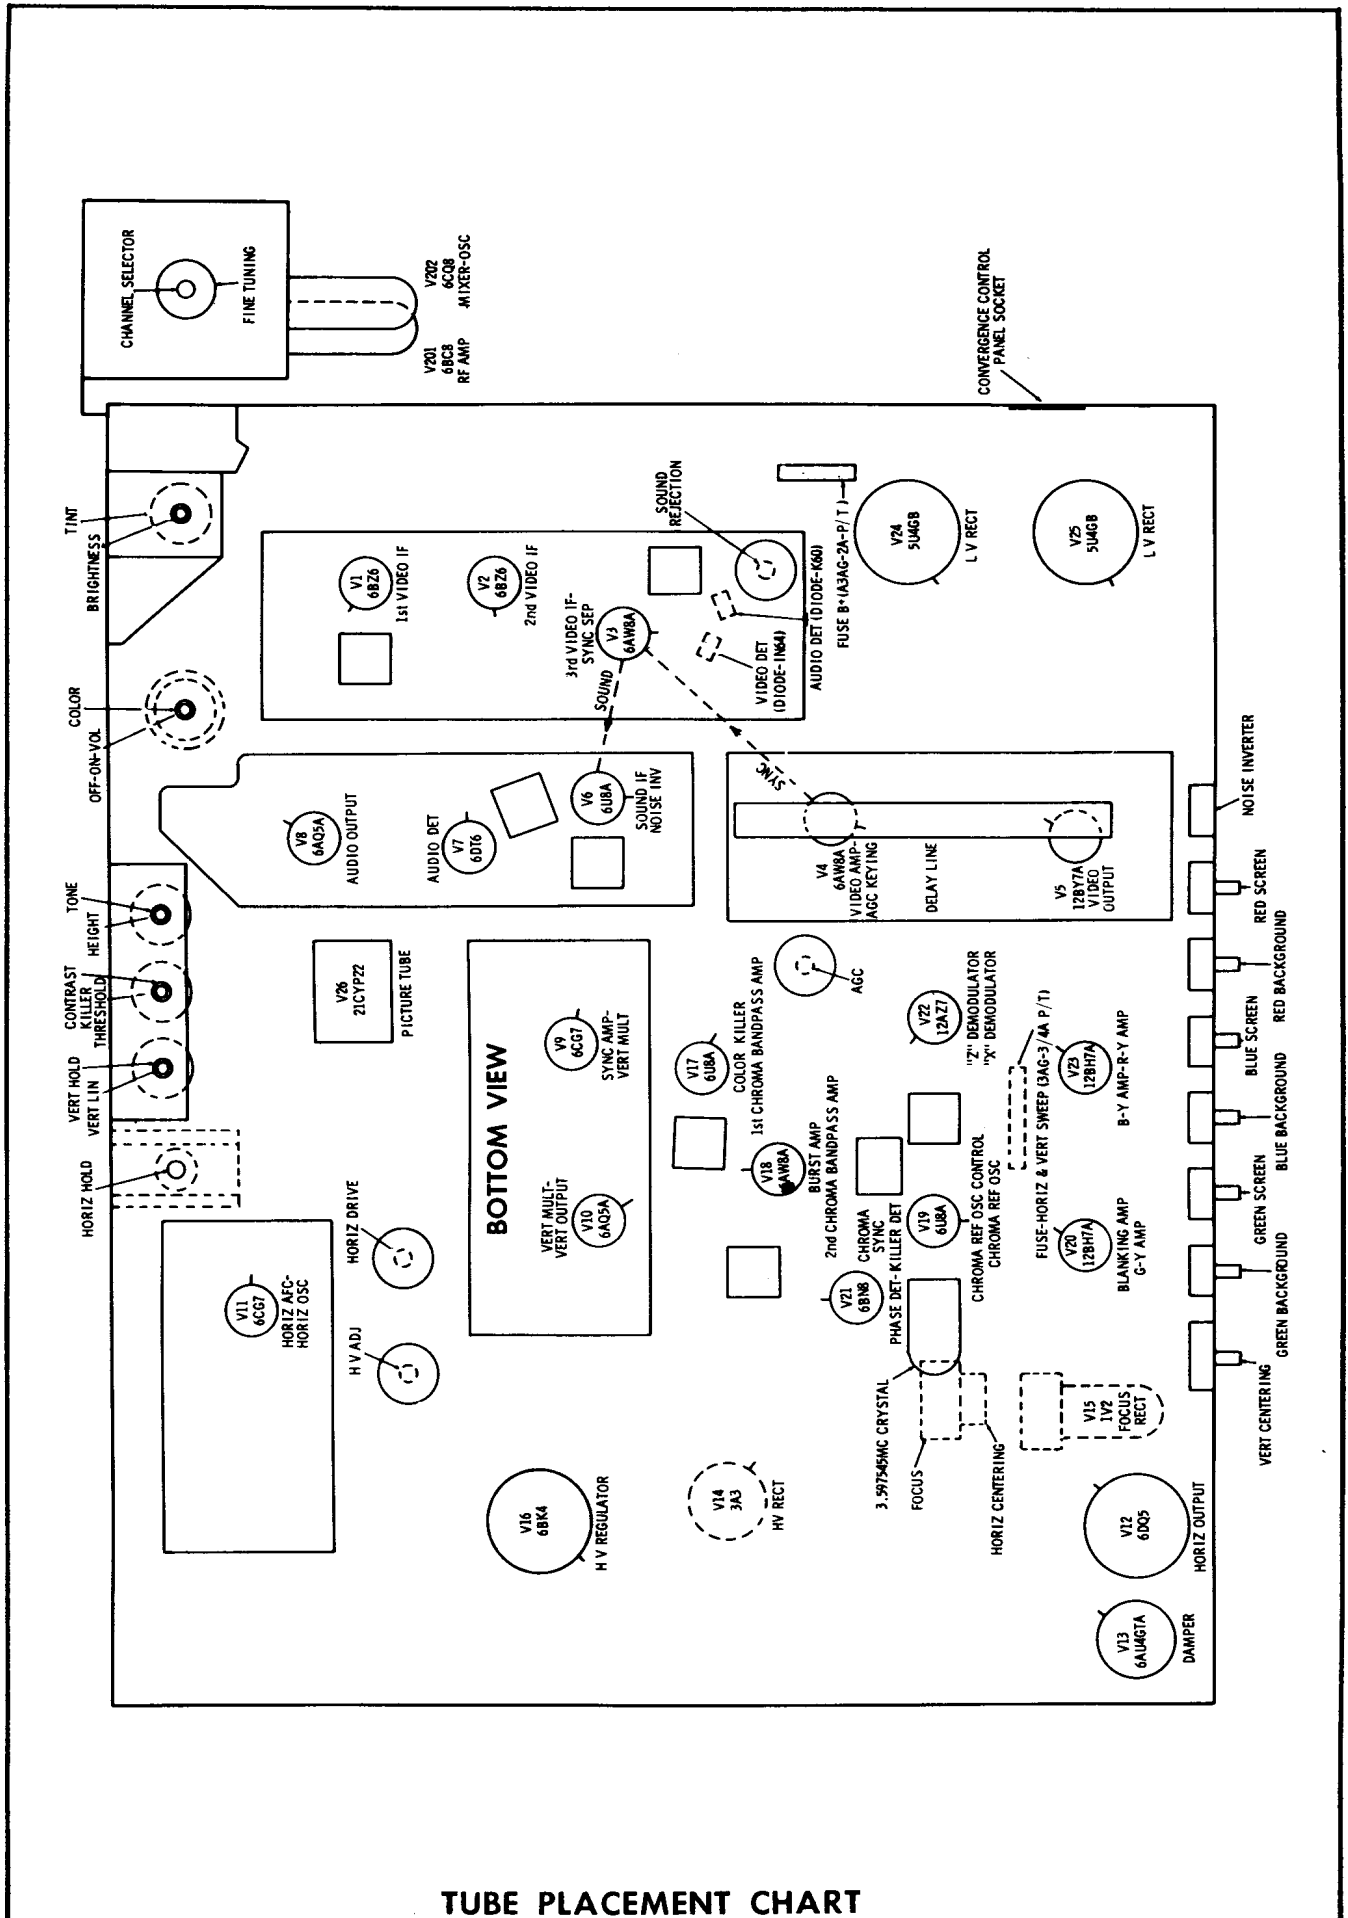 CHANNEL SELECTOR
FINE TUNING
V202
6CQ8
MIXER-OSC
V201
6BC8
RF AMP
CONVERGENCE CONTROL
PANEL SOCKET
TINT
BRIGHTNESS
COLOR
OFF-ON-VOL
TONE
HEIGHT
CONTRAST
KILLER
THRESHOLD
VERT HOLD
VERT LIN
HORIZ HOLD
V1
6BZ6
1st VIDEO IF
V2
6BZ6
2nd VIDEO IF
3rd VIDEO IF-
SYNC SEP
V3
6AW8A
SOUND
REJECTION
VIDEO DET
(DIODE-IN64)
AUDIO DET (DIODE-K60)
FUSE B+(A3AG-2A-P/T)
V24
5U4GB
L V RECT
V25
5U4GB
L V RECT
SOUND
SYNC
V8
6AQ5A
AUDIO OUTPUT
AUDIO DET
V7
6DT6
V6
6U8A
SOUND IF
NOISE INV
V4
6AW8A
VIDEO AMP-
AGC KEYING
DELAY LINE
V5
12BY7A
VIDEO
OUTPUT
V26
21CYP22
PICTURE TUBE
BOTTOM VIEW
V9
6CG7
SYNC AMP-
VERT MULT
VERT MULT-
VERT OUTPUT
V10
6AQ5A
AGC
V17
6U8A
COLOR KILLER
1st CHROMA BANDPASS AMP
V18
6AW8A
BURST AMP
2nd CHROMA BANDPASS AMP
V22
12AZ7
"Z" DEMODULATOR
"X" DEMODULATOR
CHROMA
SYNC
V21
6BN8
PHASE DET-KILLER DET
V19
6U8A
CHROMA REF OSC CONTROL
CHROMA REF OSC
FUSE-HORIZ & VERT SWEEP (3AG-3/4A P/T)
V23
12BH7A
B-Y AMP-R-Y AMP
V20
12BH7A
BLANKING AMP
G-Y AMP
V11
6CG7
HORIZ AFC-
HORIZ OSC
HORIZ DRIVE
H V ADJ
V16
6BK4
H V REGULATOR
V14
3A3
HV RECT
3.597545MC CRYSTAL
FOCUS
HORIZ CENTERING
V15
1V2
FOCUS
RECT
V12
6DQ5
HORIZ OUTPUT
V13
6AU4GTA
DAMPER
NOISE INVERTER
RED SCREEN
RED BACKGROUND
BLUE SCREEN
BLUE BACKGROUND
GREEN SCREEN
GREEN BACKGROUND
VERT CENTERING
TUBE PLACEMENT CHART